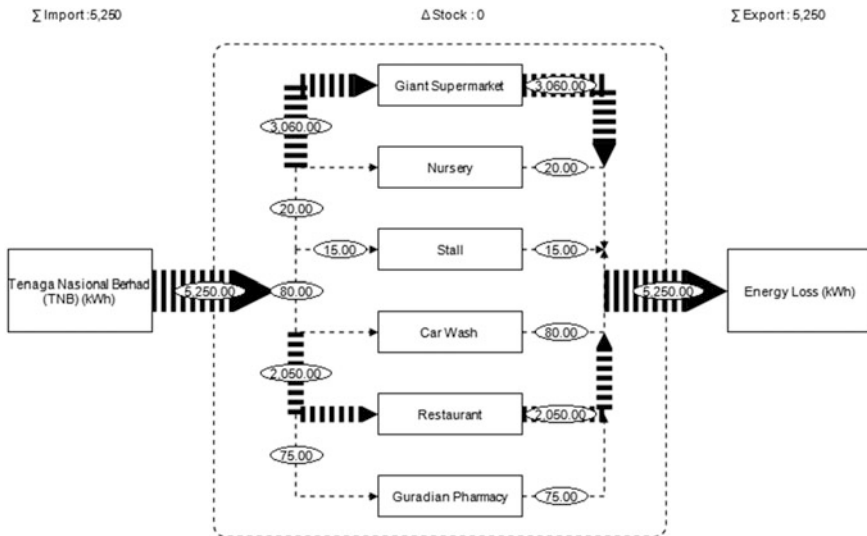 ∑ Import :5,250
Δ Stock : 0
∑ Export : 5,250
Giant Supermarket
3,060.00
3,060.00
Nursery
20.00
20.00
Stall
15.00
15.00
Tenaga Nasional Berhad
(TNB) (kWh)
5,250.00
80.00
5,250.00
Energy Loss (kWh)
Car Wash
80.00
2,050.00
Restaurant
2,050.00
75.00
Guradian Pharmacy
75.00